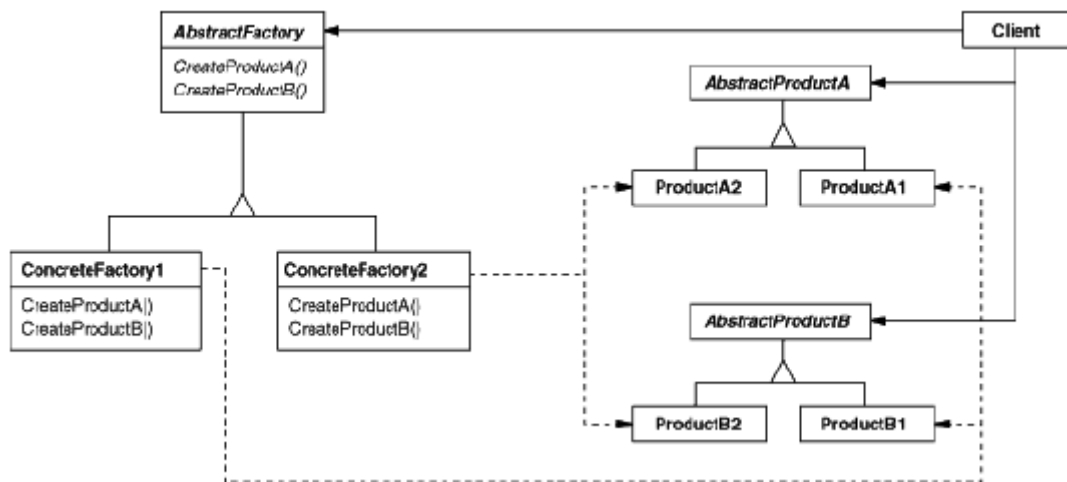 AbstractFactory
CreateProductA()
CreateProductB()
Client
AbstractProductA
ProductA2
ProductA1
ConcreteFactory1
CreateProductA()
CreateProductB()
ConcreteFactory2
CreateProductA()
CreateProductB()
AbstractProductB
ProductB2
ProductB1